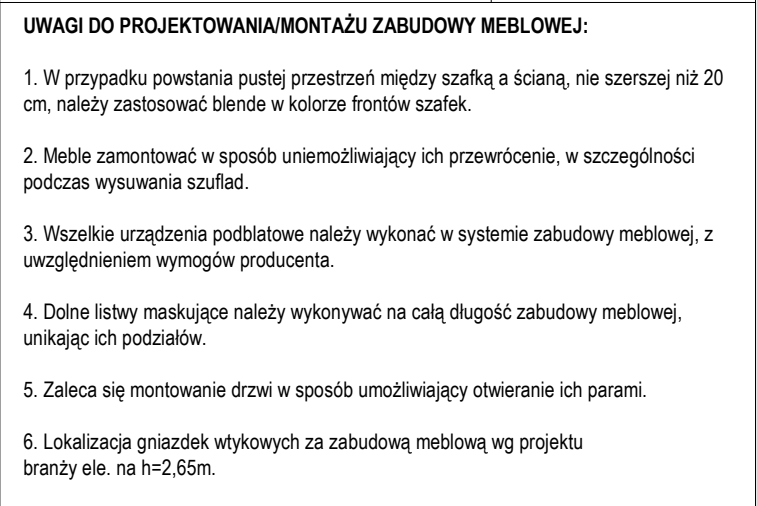 UWAGI DO PROJEKTOWANIA/MONTAŻU ZABUDOWY MEBLOWEJ:
1. W przypadku powstania pustej przestrzeń między szafką a ścianą, nie szerszej niż 20
cm, należy zastosować blende w kolorze frontów szafek.
2. Meble zamontować w sposób uniemożliwiający ich przewrócenie, w szczególności
podczas wysuwania szuflad.
3. Wszelkie urządzenia podblatowe należy wykonać w systemie zabudowy meblowej, z
uwzględnieniem wymogów producenta.
4. Dolne listwy maskujące należy wykonywać na całą długość zabudowy meblowej,
unikając ich podziałów.
5. Zaleca się montowanie drzwi w sposób umożliwiający otwieranie ich parami.
6. Lokalizacja gniazdek wtykowych za zabudową meblową wg projektu
branży ele. na h=2,65m.